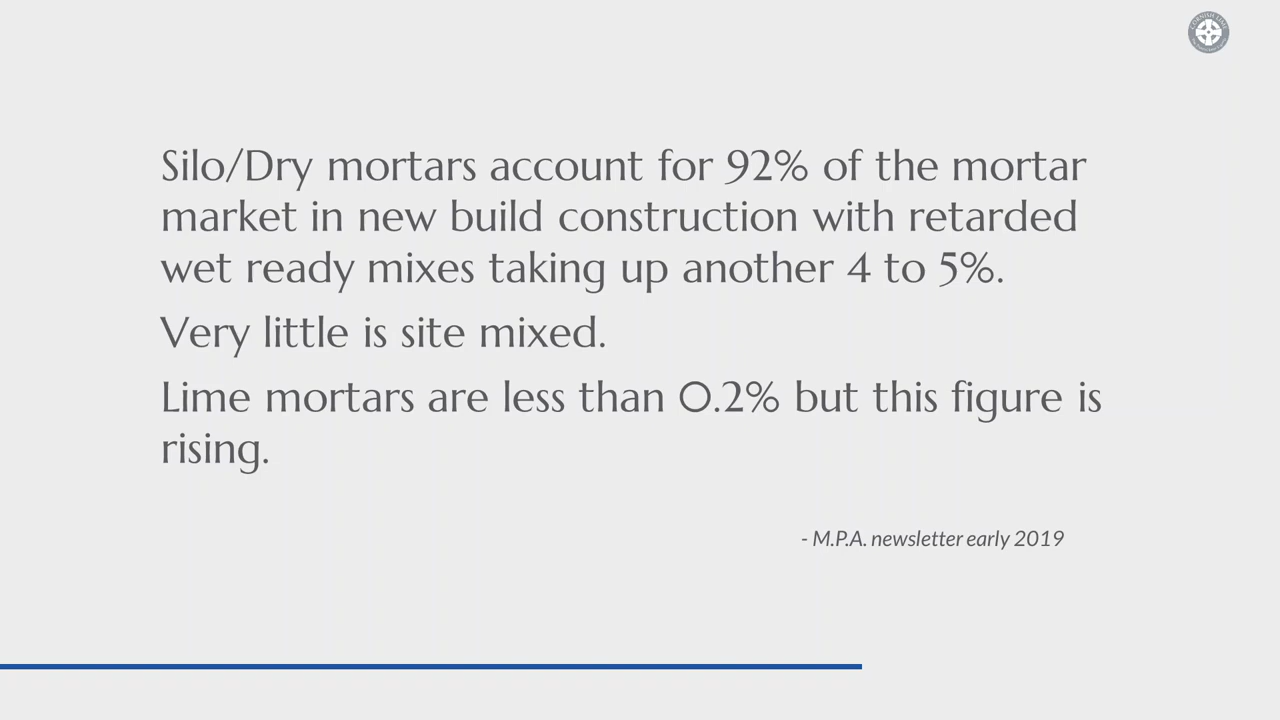 CORNISH LIME
Silo/Dry mortars account for 92% of the mortar
market in new build construction with retarded
wet ready mixes taking up another 4 to 5%.
Very little is site mixed.
Lime mortars are less than 0.2% but this figure is
rising.
- M.P.A. newsletter early 2019